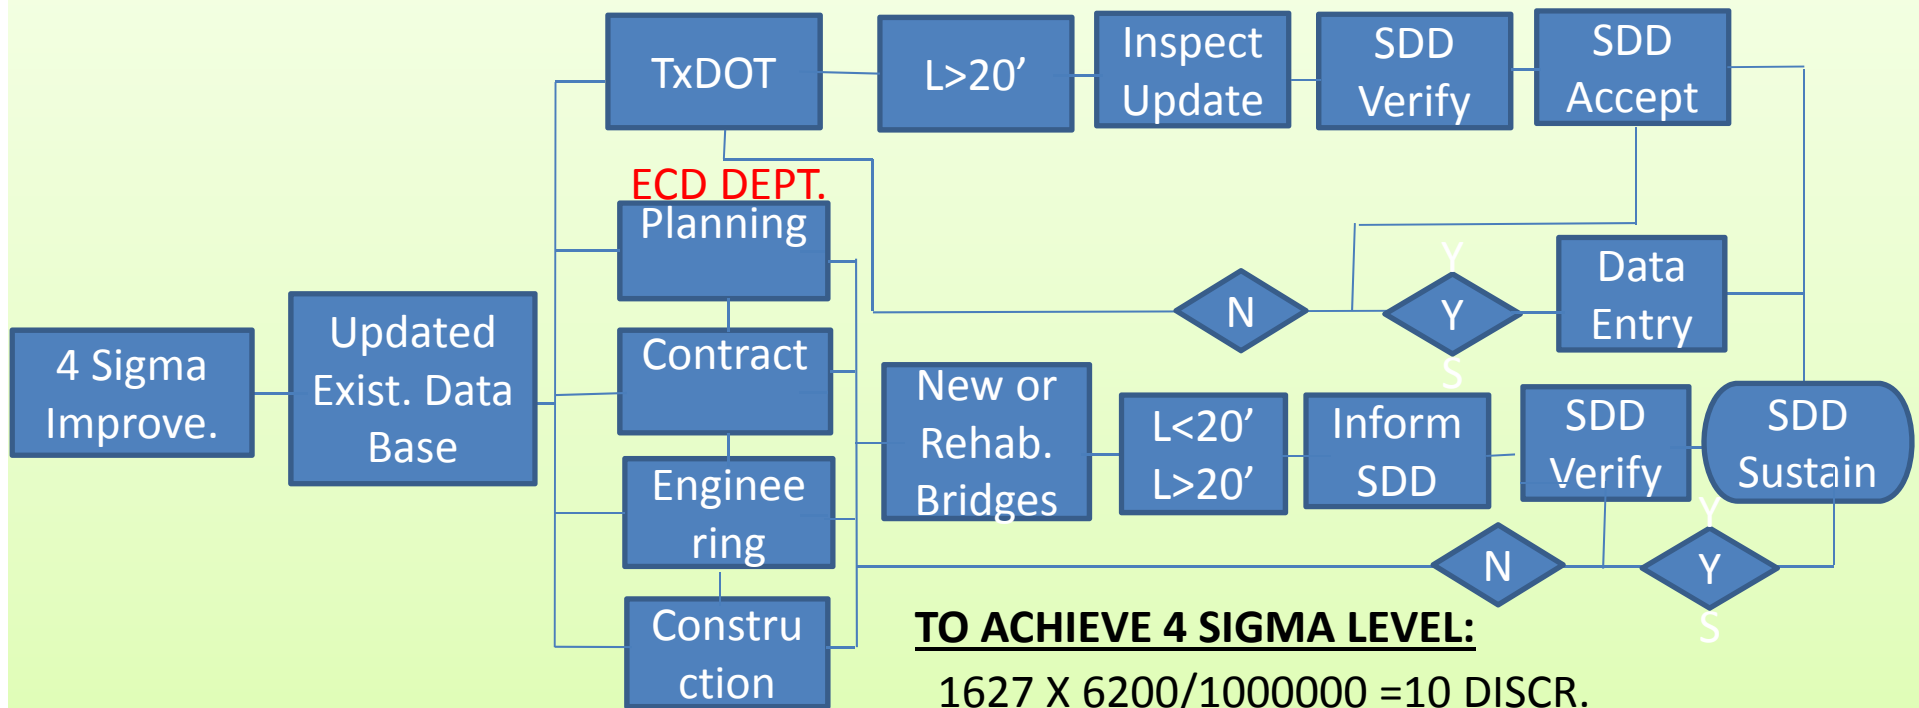 TxDOT
L>20’
Inspect
Update
SDD
Verify
SDD
Accept
ECD DEPT.
Planning
Contract
Enginee
ring
Constru
ction
4 Sigma
Improve.
Updated
Exist. Data
Base
N
Y
Y
S
Data
Entry
New or
Rehab.
Bridges
L<20’
L>20’
Inform
SDD
SDD
Verify
SDD
Sustain
N
Y
Y
S
TO ACHIEVE 4 SIGMA LEVEL:
1627 X 6200/1000000 =10 DISCR.